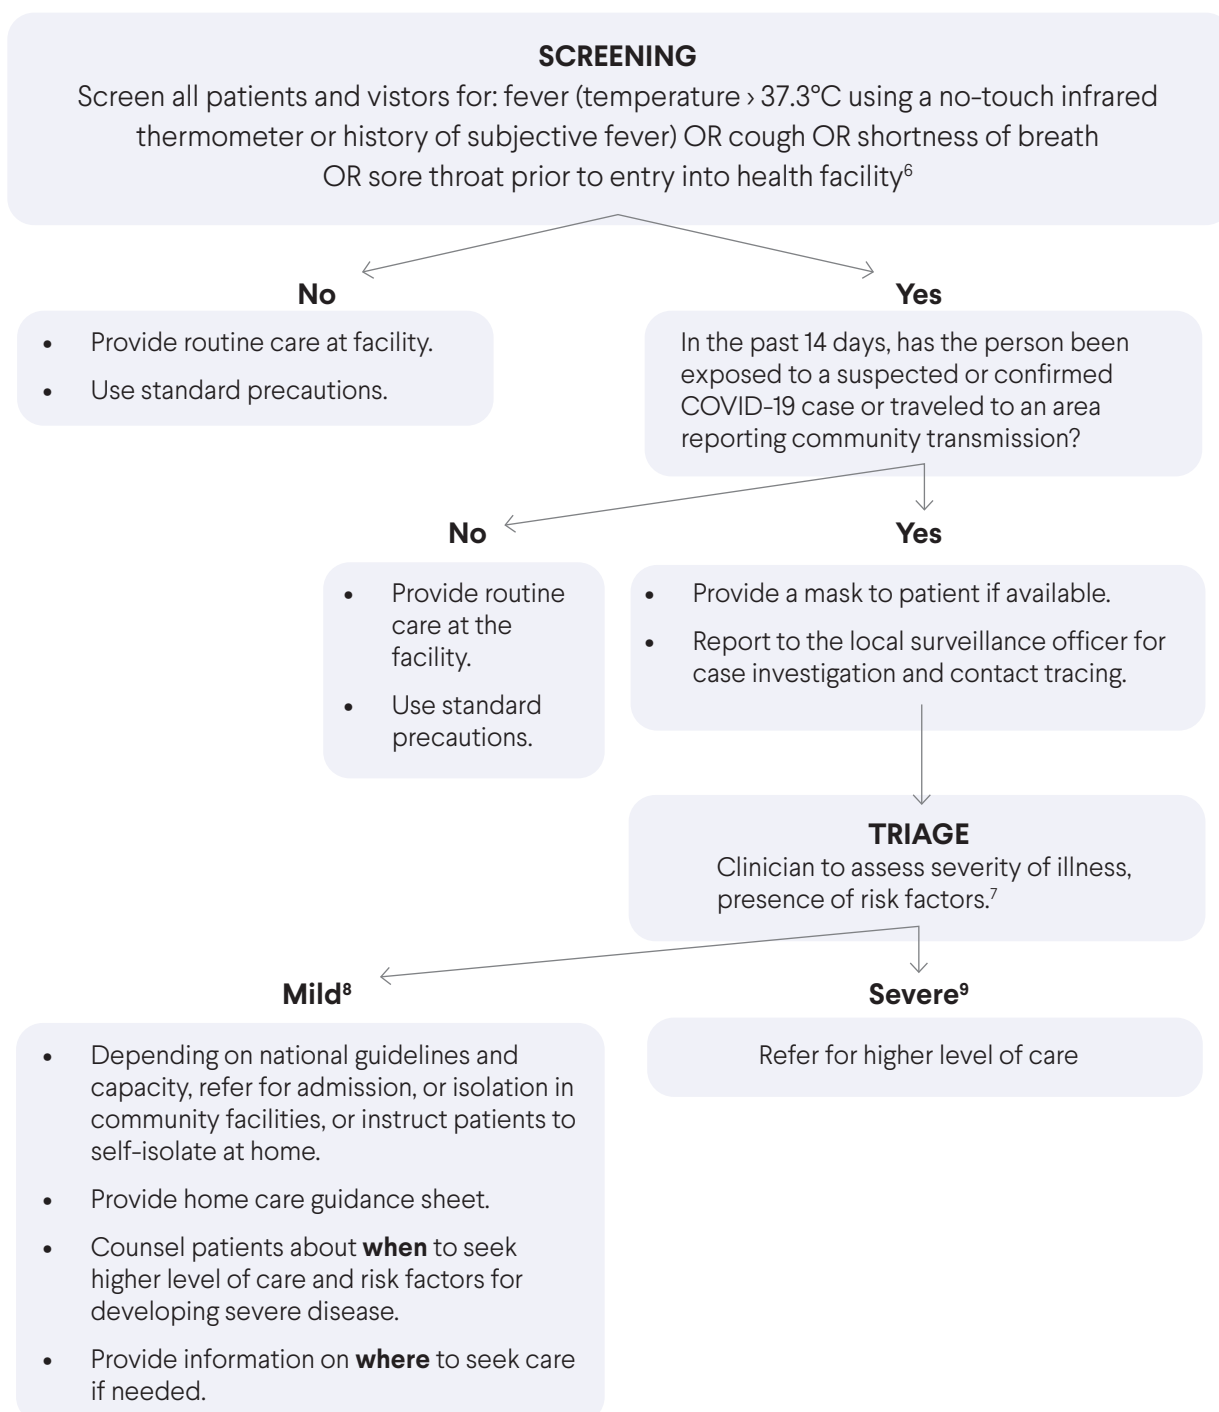 SCREENING
Screen all patients and vistors for: fever (temperature › 37.3°C using a no-touch infrared
thermometer or history of subjective fever) OR cough OR shortness of breath
OR sore throat prior to entry into health facility⁶
No
• Provide routine care at facility.
• Use standard precautions.
Yes
In the past 14 days, has the person been
exposed to a suspected or confirmed
COVID-19 case or traveled to an area
reporting community transmission?
No
• Provide routine
care at the
facility.
• Use standard
precautions.
Yes
• Provide a mask to patient if available.
• Report to the local surveillance officer for
case investigation and contact tracing.
TRIAGE
Clinician to assess severity of illness,
presence of risk factors.⁷
Mild⁸
• Depending on national guidelines and
capacity, refer for admission, or isolation in
community facilities, or instruct patients to
self-isolate at home.
• Provide home care guidance sheet.
• Counsel patients about when to seek
higher level of care and risk factors for
developing severe disease.
• Provide information on where to seek care
if needed.
Severe⁹
Refer for higher level of care